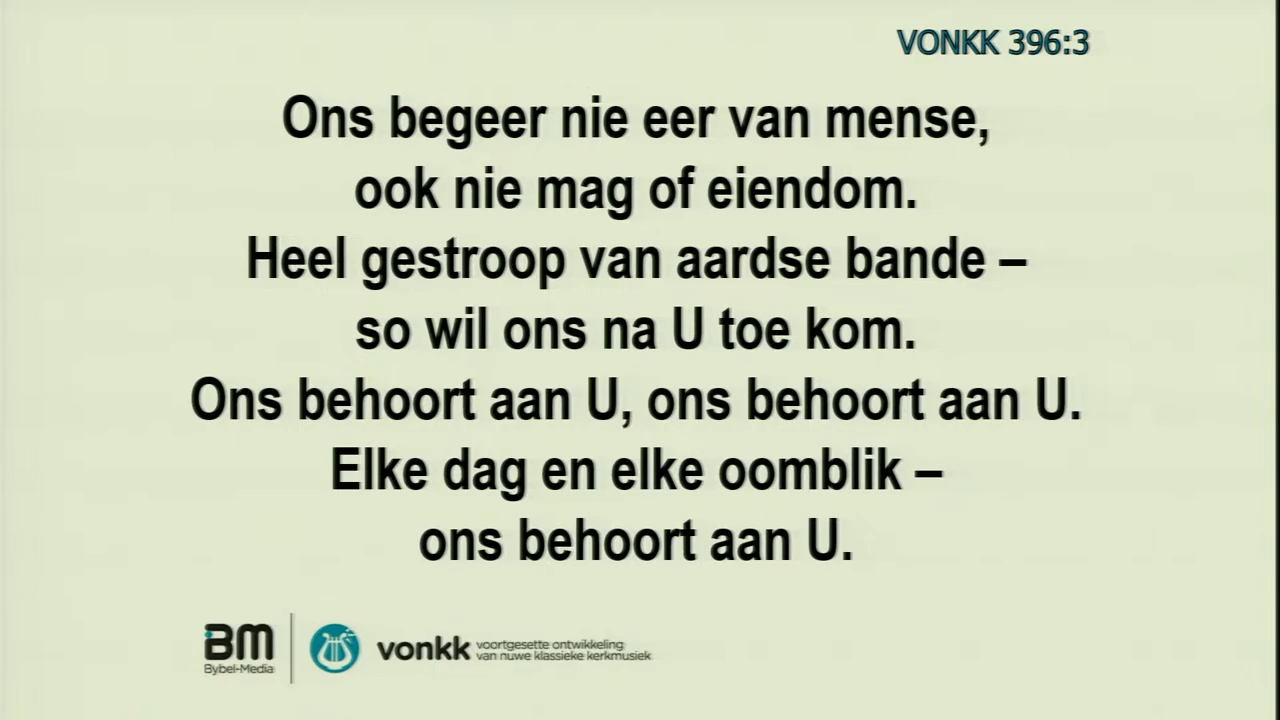 VONKK 396:3
Ons begeer nie eer van mense,
ook nie mag of eiendom.
Heel gestroop van aardse bande –
so wil ons na U toe kom.
Ons behoort aan U, ons behoort aan U.
Elke dag en elke oomblik –
ons behoort aan U.
BM
Bybel-Media
vonkk
voortgesette ontwikkeling
van nuwe klassieke kerkmusiek